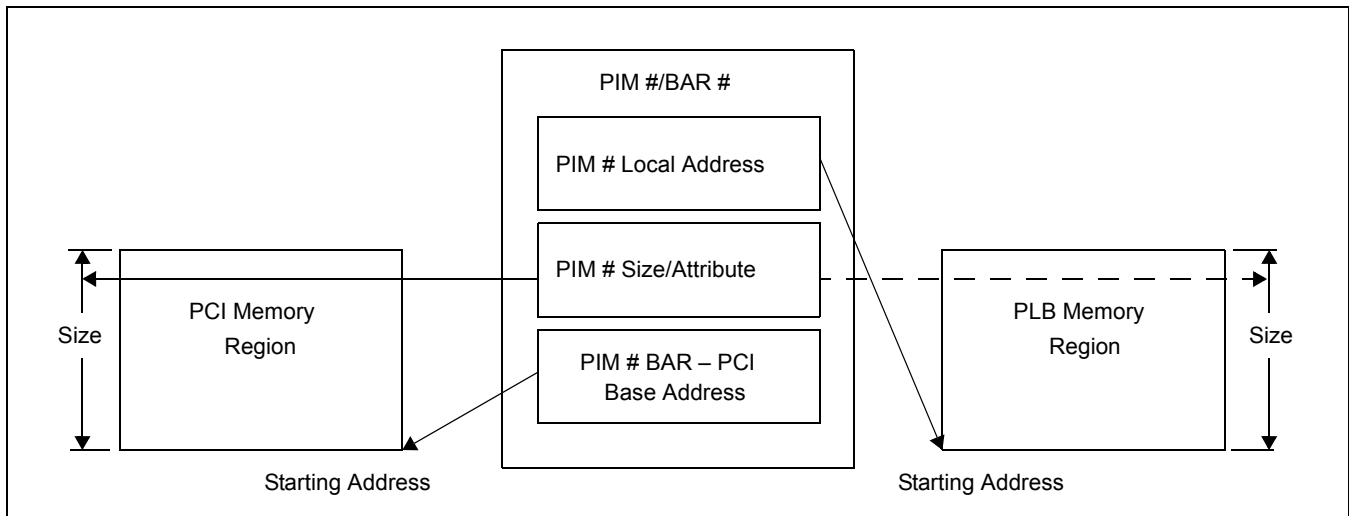 PIM #/BAR #
PIM # Local Address
PIM # Size/Attribute
PIM # BAR – PCI
Base Address
PCI Memory
Region
Size
Starting Address
PLB Memory
Region
Size
Starting Address